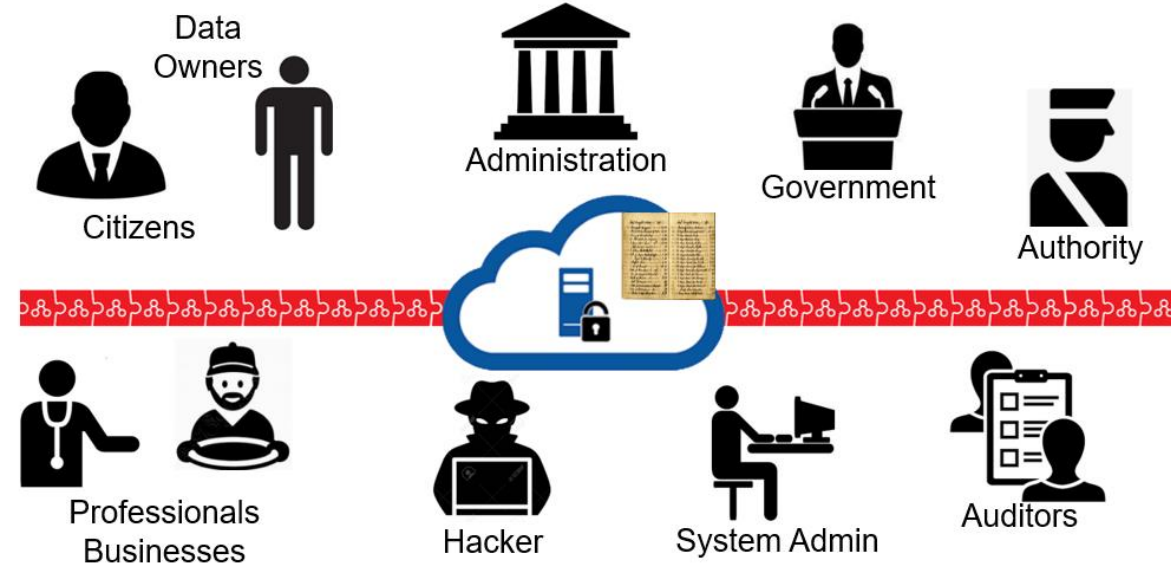 Data
Owners
Citizens
Administration
Government
Authority
Professionals
Businesses
Hacker
System Admin
Auditors